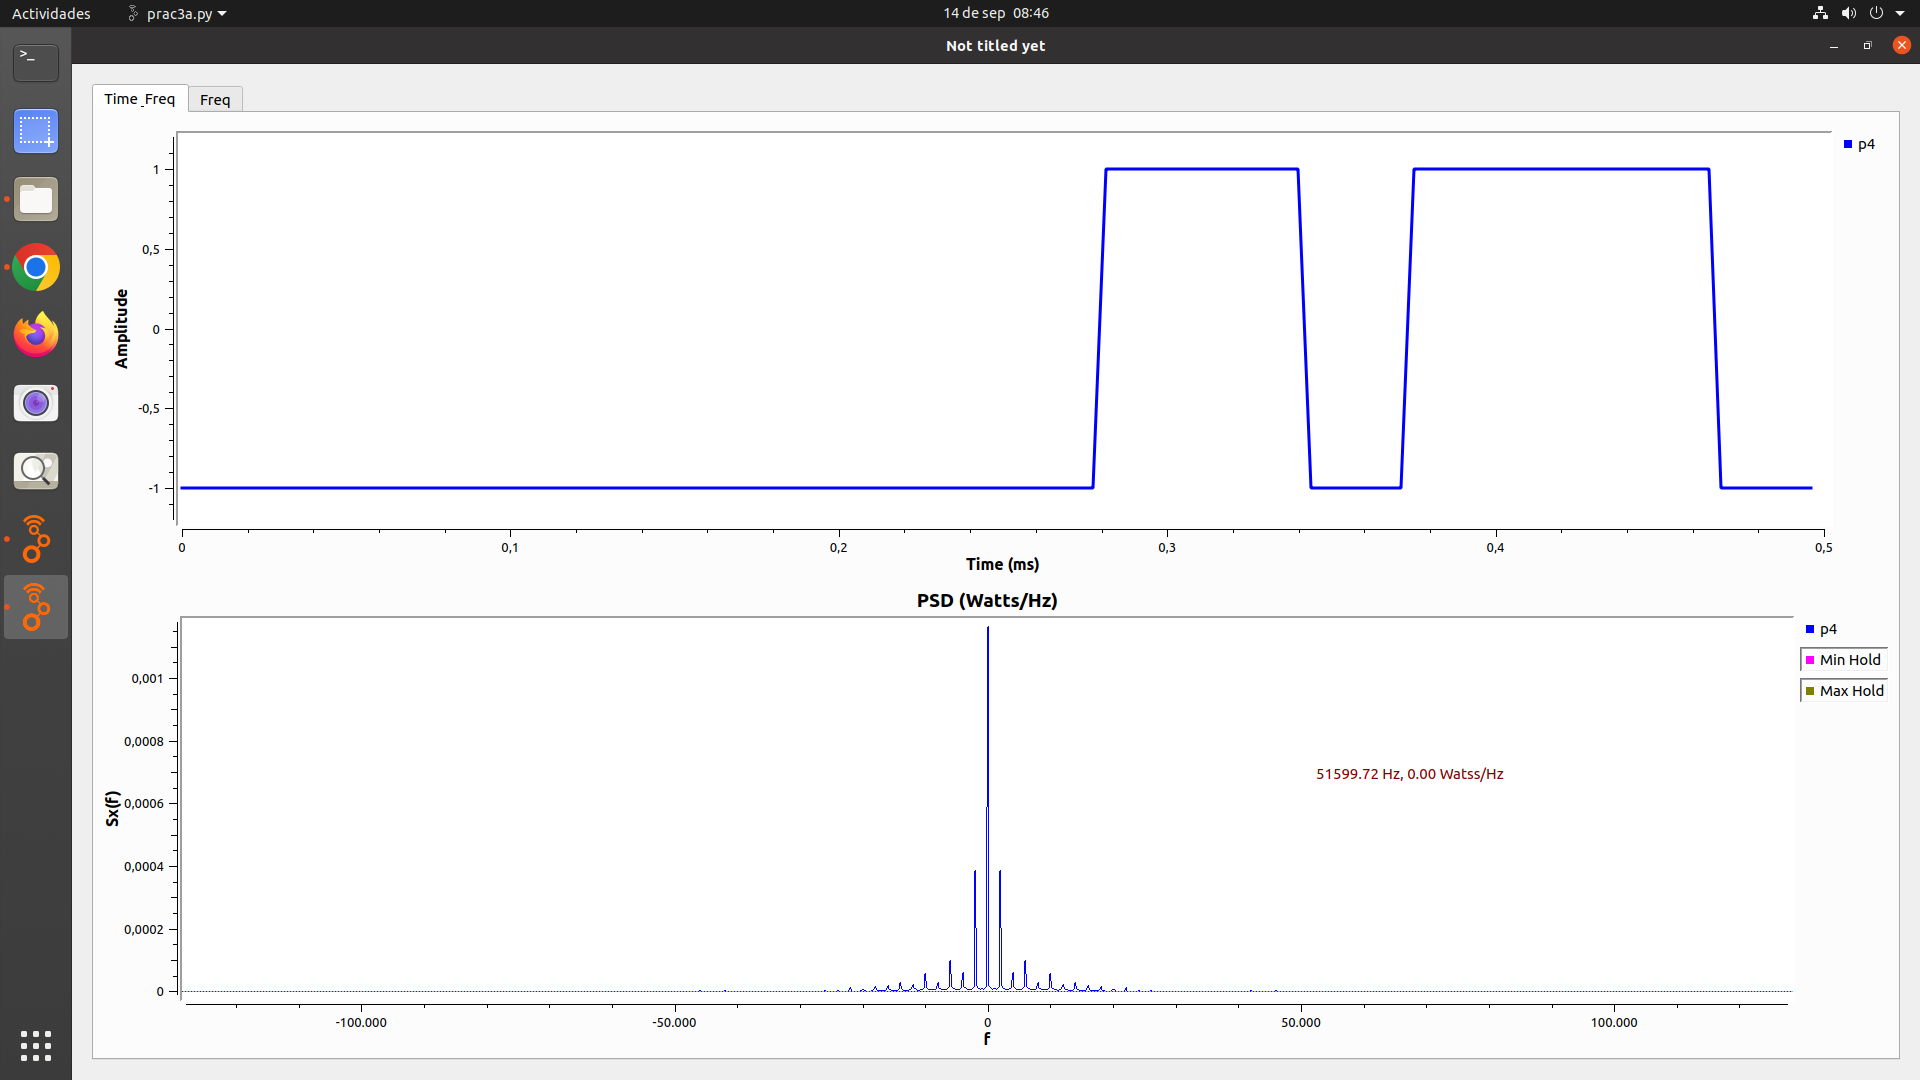 Actividades
prac3a.py
14 de sep 08:46
Not titled yet
Time _Freq
Freq
p4
1
0,5
0
-0,5
-1
Amplitude
0
0,1
0,2
0,3
0,4
0,5
Time (ms)
PSD (Watts/Hz)
p4
Min Hold
Max Hold
0,001
0,0008
0,0006
0,0004
0,0002
0
Sx(f)
51599.72 Hz, 0.00 Watss/Hz
-100.000
-50.000
0
50.000
100.000
f